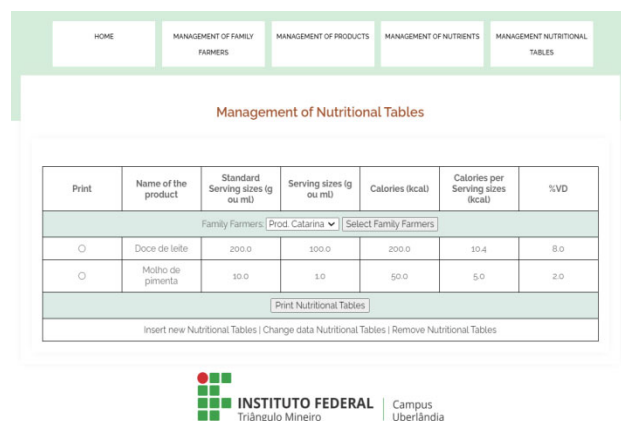 HOME
MANAGEMENT OF FAMILY
FARMERS
MANAGEMENT OF PRODUCTS
MANAGEMENT OF NUTRIENTS
MANAGEMENT NUTRITIONAL
TABLES
Management of Nutritional Tables
Print
Name of the
product
Standard
Serving sizes (g
ou ml)
Serving sizes (g
ou ml)
Calories (kcal)
Calories per
Serving sizes
(kcal)
%VD
Family Farmers: Prod. Catarina Select Family Farmers
Doce de leite 200.0 100.0 200.0 10.4 8.0
Molho de
pimenta
10.0 1.0 50.0 5.0 2.0
Print Nutritional Tables
Insert new Nutritional Tables | Change data Nutritional Tables | Remove Nutritional Tables
INSTITUTO FEDERAL
Triângulo Mineiro
Campus
Uberlândia